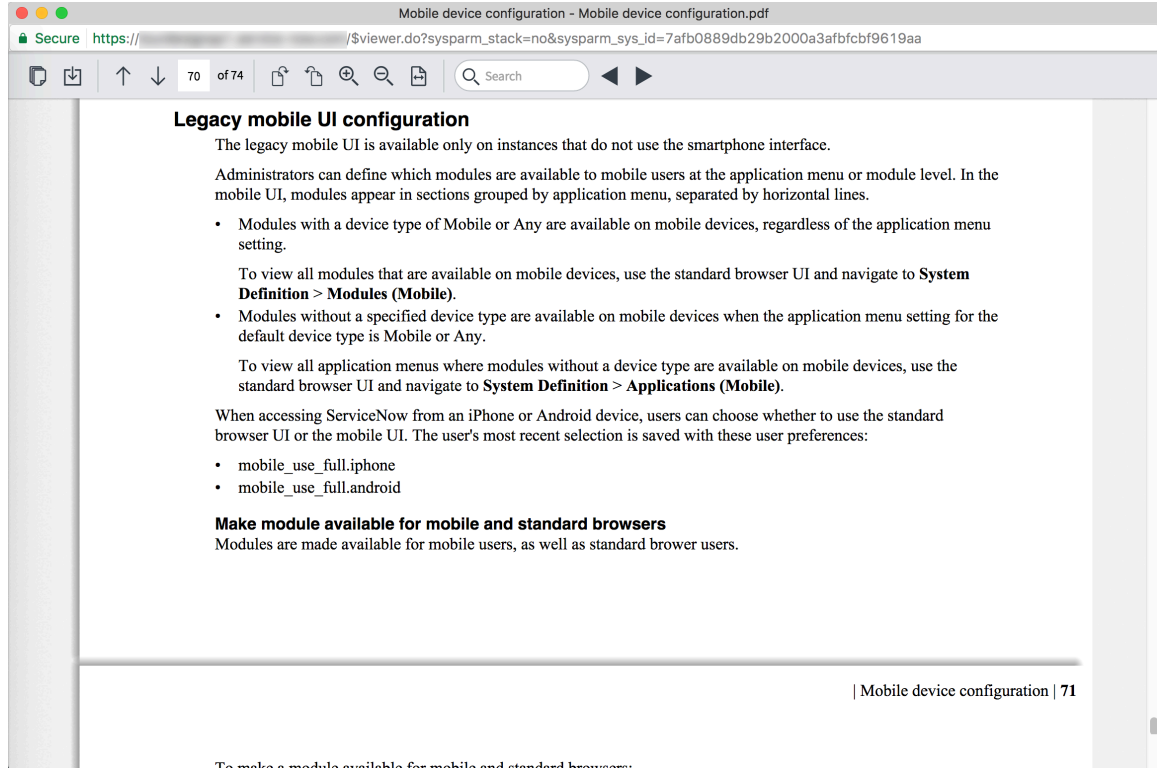 Mobile device configuration - Mobile device configuration.pdf
Secure https:// /$viewer.do?sysparm_stack=no&sysparm_sys_id=7afb0889db29b2000a3afbfcbf9619aa
70 of 74 Search
Legacy mobile UI configuration
The legacy mobile UI is available only on instances that do not use the smartphone interface.
Administrators can define which modules are available to mobile users at the application menu or module level. In the
mobile UI, modules appear in sections grouped by application menu, separated by horizontal lines.
• Modules with a device type of Mobile or Any are available on mobile devices, regardless of the application menu
setting.
To view all modules that are available on mobile devices, use the standard browser UI and navigate to System
Definition > Modules (Mobile).
• Modules without a specified device type are available on mobile devices when the application menu setting for the
default device type is Mobile or Any.
To view all application menus where modules without a device type are available on mobile devices, use the
standard browser UI and navigate to System Definition > Applications (Mobile).
When accessing ServiceNow from an iPhone or Android device, users can choose whether to use the standard
browser UI or the mobile UI. The user's most recent selection is saved with these user preferences:
• mobile_use_full.iphone
• mobile_use_full.android
Make module available for mobile and standard browsers
Modules are made available for mobile users, as well as standard brower users.
| Mobile device configuration | 71
To make a module available for mobile and standard browsers: